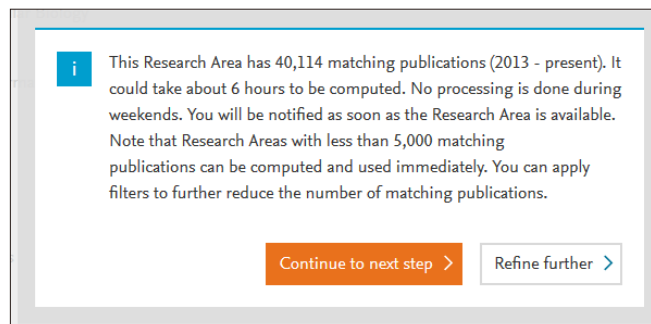 i
This Research Area has 40,114 matching publications (2013 - present). It
could take about 6 hours to be computed. No processing is done during
weekends. You will be notified as soon as the Research Area is available.
Note that Research Areas with less than 5,000 matching
publications can be computed and used immediately. You can apply
filters to further reduce the number of matching publications.
Continue to next step
Refine further